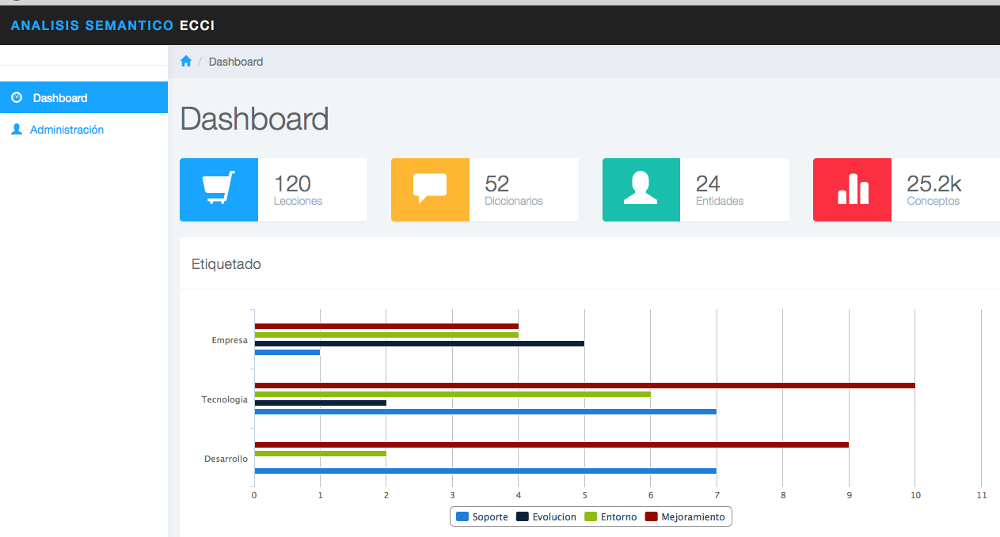 ANALISIS SEMANTICO ECCI
/ Dashboard
Dashboard
Administración
Dashboard
120
Lecciones
52
Diccionarios
24
Entidades
25.2k
Conceptos
Etiquetado
Empresa
Tecnologia
Desarrollo
0 1 2 3 4 5 6 7 8 9 10 11
Soporte Evolucion Entorno Mejoramiento